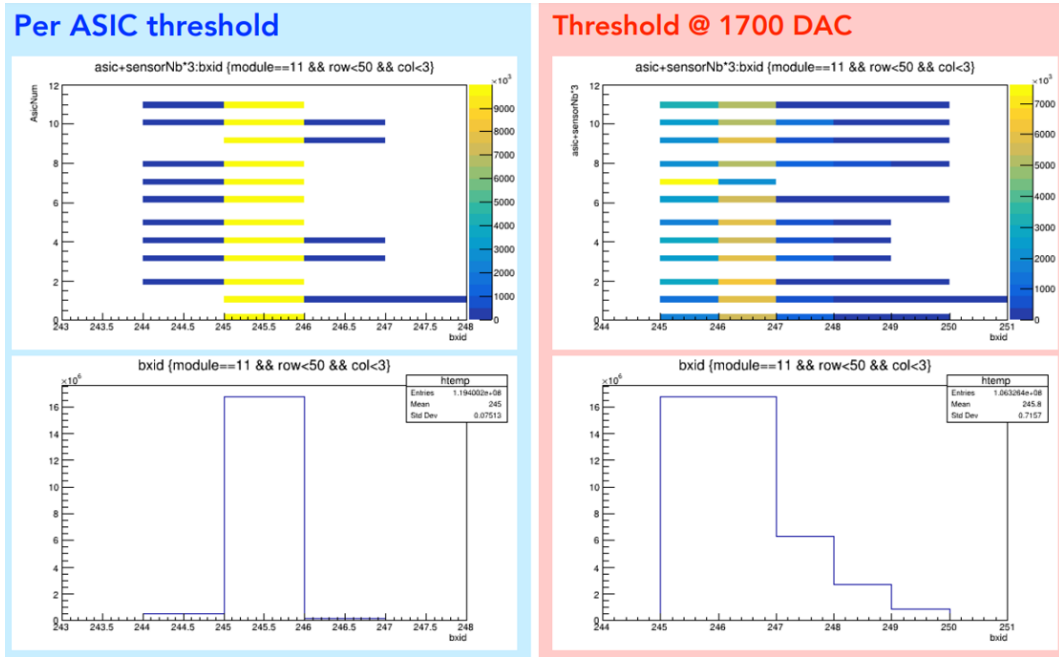 Per ASIC threshold
asic+sensorNb*3:bxid {module==11 && row<50 && col<3}
×10³
AsicNum
12
10
8
6
4
2
0
9000
8000
7000
6000
5000
4000
3000
2000
1000
0
243 243.5 244 244.5 245 245.5 246 246.5 247 247.5 248
bxid
bxid {module==11 && row<50 && col<3}
×10⁶
htemp
Entries 1.194002e+08
Mean 245
Std Dev 0.07513
16
14
12
10
8
6
4
2
0
243 243.5 244 244.5 245 245.5 246 246.5 247 247.5 248
bxid
Threshold @ 1700 DAC
asic+sensorNb*3:bxid {module==11 && row<50 && col<3}
×10³
asic+sensorNb*3
12
10
8
6
4
2
0
7000
6000
5000
4000
3000
2000
1000
0
244 245 246 247 248 249 250 251
bxid
bxid {module==11 && row<50 && col<3}
×10⁶
htemp
Entries 1.063264e+08
Mean 245.8
Std Dev 0.7157
16
14
12
10
8
6
4
2
0
244 245 246 247 248 249 250 251
bxid